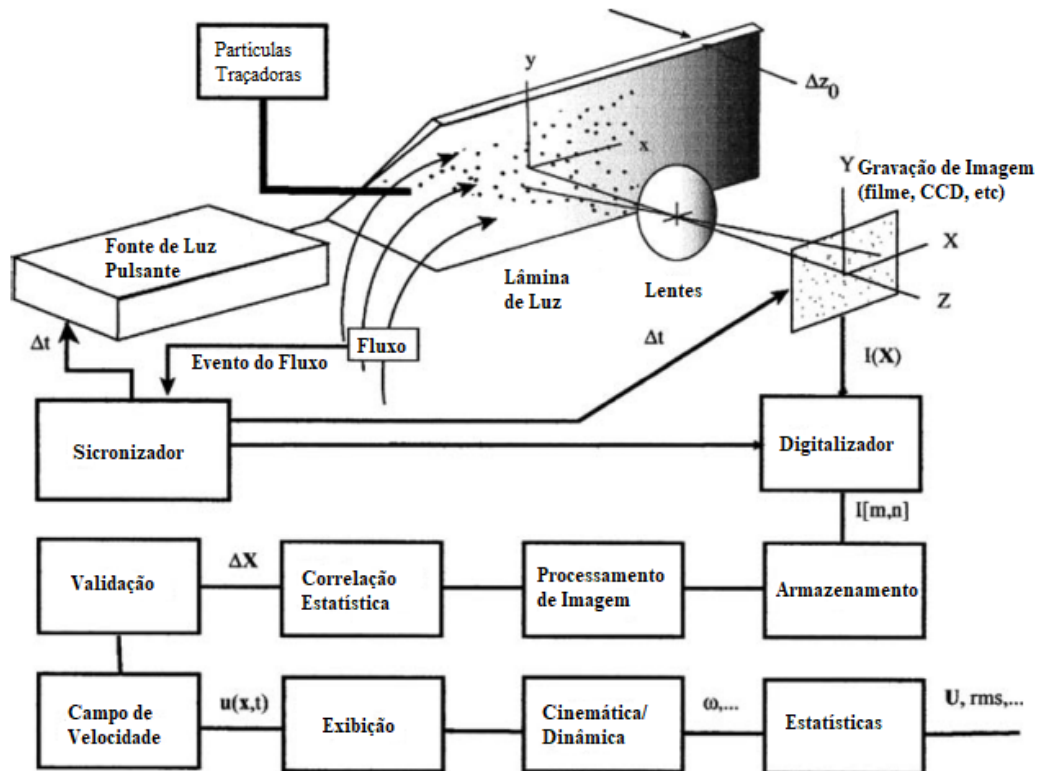 Partículas
Traçadoras
y
Δz0
x
Y
Gravação de Imagem
(filme, CCD, etc)
X
Z
Fonte de Luz
Pulsante
Lâmina
de Luz
Lentes
Δt
Fluxo
Evento do Fluxo
Δt
I(X)
Sicronizador
Digitalizador
I[m,n]
Validação
ΔX
Correlação
Estatística
Processamento
de Imagem
Armazenamento
Campo de
Velocidade
u(x,t)
Exibição
Cinemática/
Dinâmica
ω,...
Estatísticas
U, rms,...